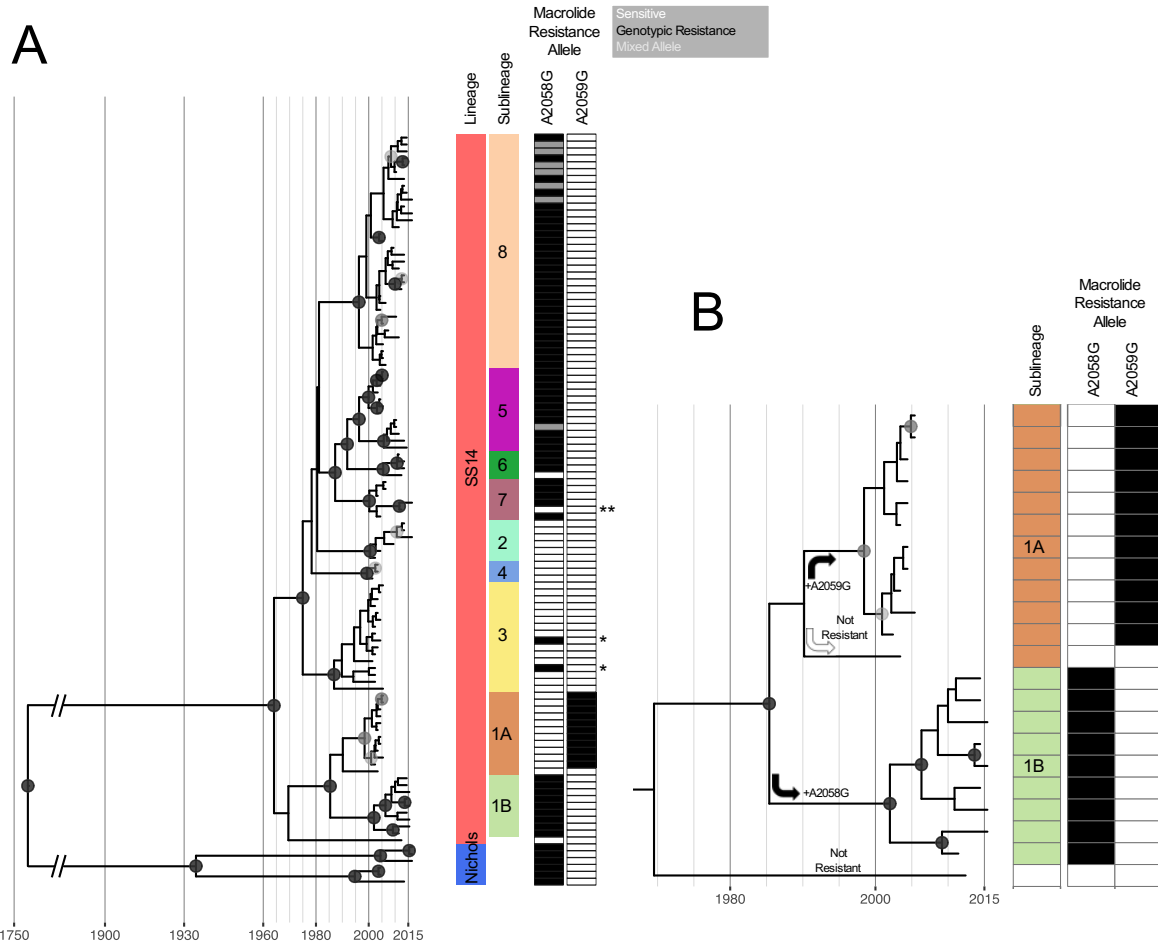 A
Macrolide
Resistance
Allele
Sensitive
Genotypic Resistance
Mixed Allele
Lineage
Sublineage
A2058G
A2059G
SS14
Nichols
8
5
6
7
**
2
4
3
*
*
1A
1B
1750
1900
1930
1960
1980
2000
2015
B
Macrolide
Resistance
Allele
Sublineage
A2058G
A2059G
+A2059G
Not
Resistant
1A
1B
+A2058G
Not
Resistant
1980
2000
2015